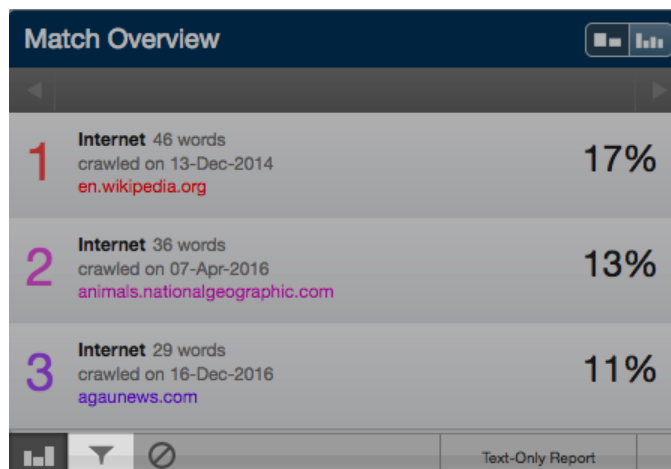 Match Overview
1
Internet 46 words
crawled on 13-Dec-2014
en.wikipedia.org
17%
2
Internet 36 words
crawled on 07-Apr-2016
animals.nationalgeographic.com
13%
3
Internet 29 words
crawled on 16-Dec-2016
agaunews.com
11%
Text-Only Report